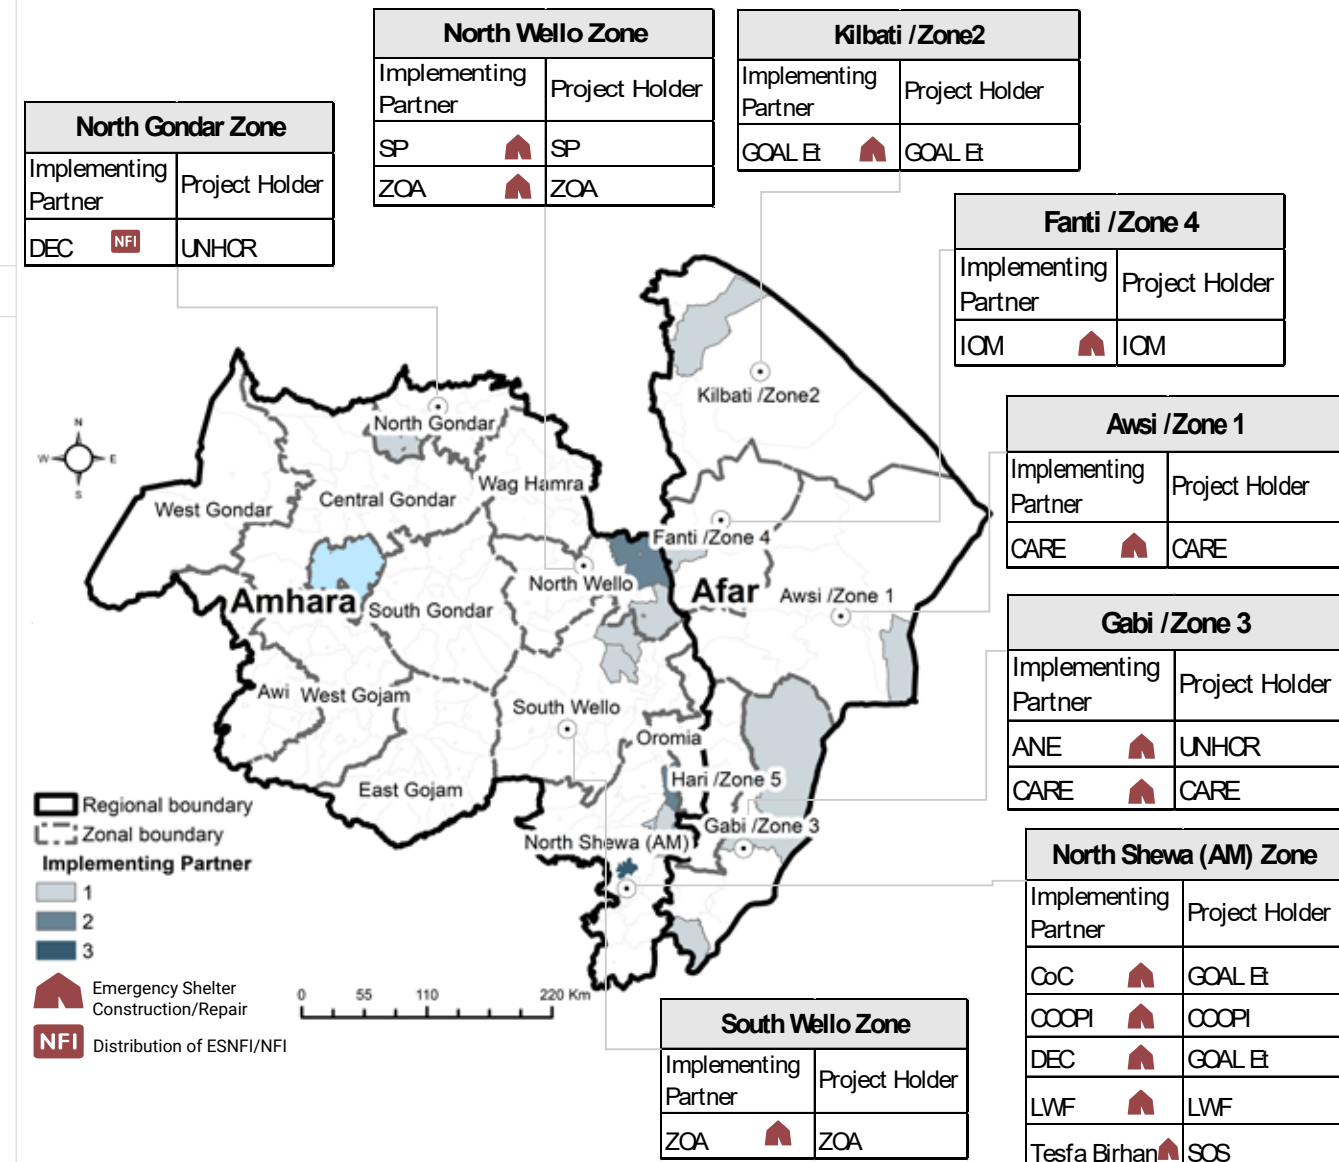 North Wello Zone
Implementing Partner Project Holder
SP SP
ZOA ZOA
Kilbati /Zone2
Implementing Partner Project Holder
GOAL Et GOAL Et
North Gondar Zone
Implementing Partner Project Holder
DEC NFI UNHCR
Fanti /Zone 4
Implementing Partner Project Holder
IOM IOM
Awsi /Zone 1
Implementing Partner Project Holder
CARE CARE
Gabi /Zone 3
Implementing Partner Project Holder
ANE UNHCR
CARE CARE
North Shewa (AM) Zone
Implementing Partner Project Holder
CoC GOAL Et
COOPI COOPI
DEC GOAL Et
LWF LWF
Tesfa Birhan SOS
South Wello Zone
Implementing Partner Project Holder
ZOA ZOA
N
W E
S
Kilbati /Zone2
North Gondar
Wag Hamra
Central Gondar
West Gondar
Fanti /Zone 4
North Wello
Afar
Awsi /Zone 1
Amhara
South Gondar
Awi
West Gojam
South Wello
Oromia
Hari /Zone 5
East Gojam
Gabi /Zone 3
North Shewa (AM)
Regional boundary
Zonal boundary
Implementing Partner
1
2
3
Emergency Shelter
Construction/Repair
NFI Distribution of ESNFI/NFI
0 55 110 220 Km